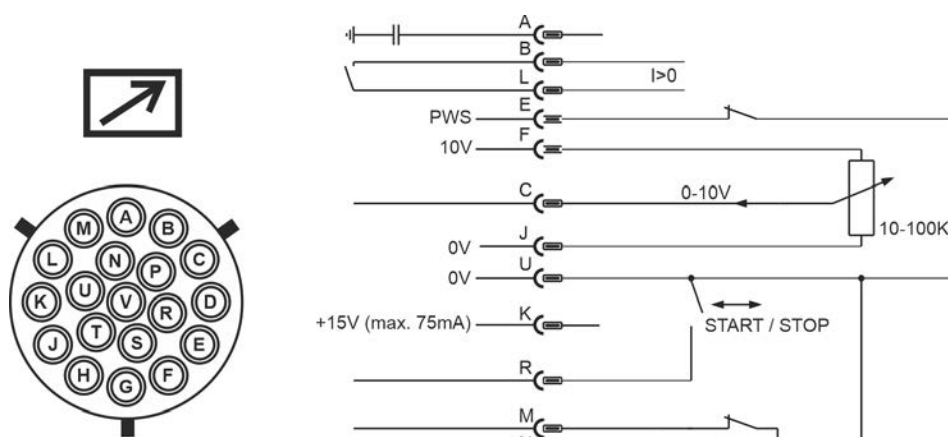 A
B
L
I>0
E
PWS
F
10V
C
0-10V
10-100K
J
0V
U
0V
K
+15V (max. 75mA)
START / STOP
R
M
A
M
B
L
N
P
C
K
U
V
R
D
J
T
S
E
H
G
F